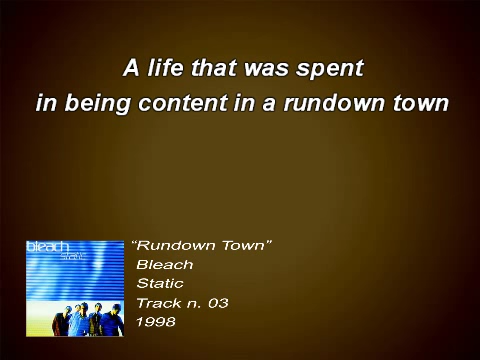 A life that was spent
in being content in a rundown town
bleach
static
"Rundown Town"
Bleach
Static
Track n. 03
1998